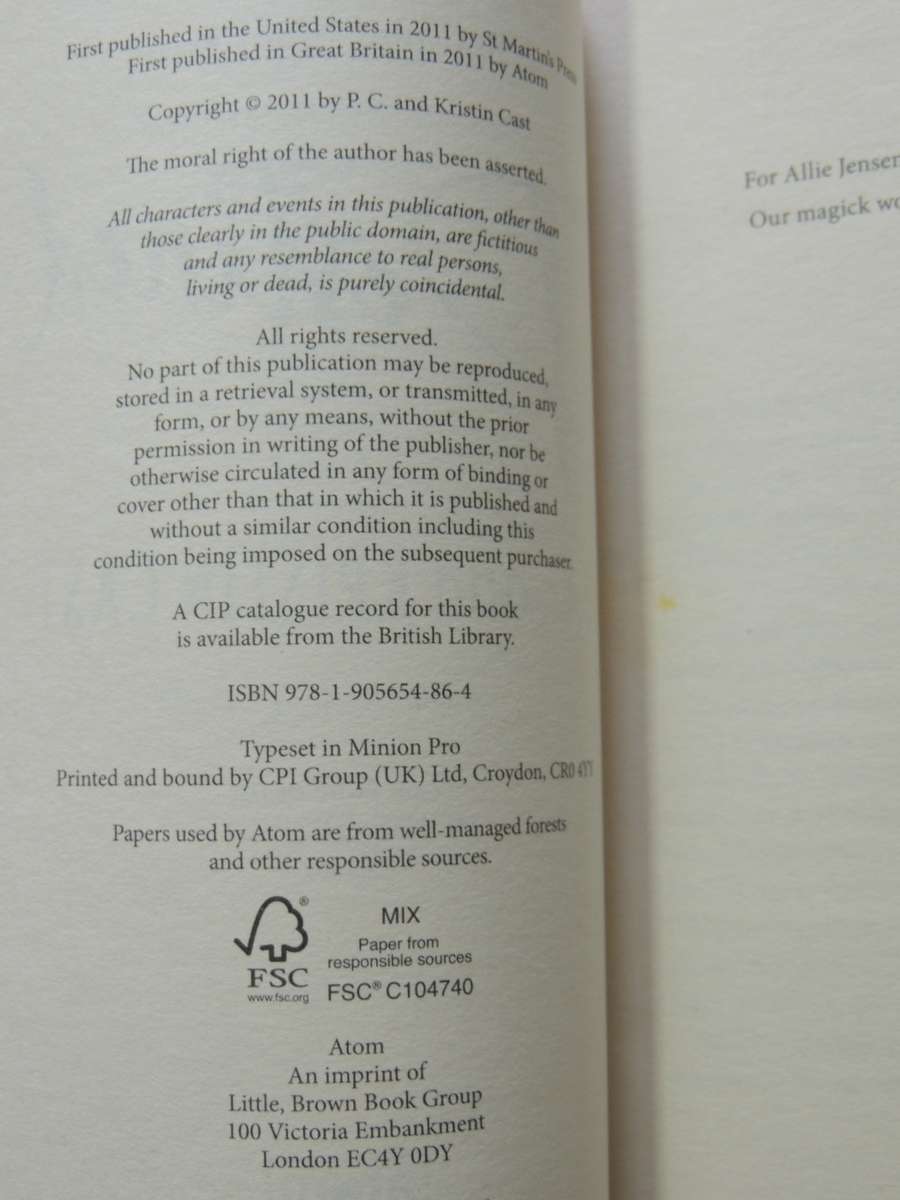 First published in the United States in 2011 by St Martin's Press
First published in Great Britain in 2011 by Atom
Copyright © 2011 by P. C. and Kristin Cast
The moral right of the author has been asserted.
All characters and events in this publication, other than
those clearly in the public domain, are fictitious
and any resemblance to real persons,
living or dead, is purely coincidental.
All rights reserved.
No part of this publication may be reproduced,
stored in a retrieval system, or transmitted, in any
form, or by any means, without the prior
permission in writing of the publisher, nor be
otherwise circulated in any form of binding or
cover other than that in which it is published and
without a similar condition including this
condition being imposed on the subsequent purchaser.
A CIP catalogue record for this book
is available from the British Library.
ISBN 978-1-905654-86-4
Typeset in Minion Pro
Printed and bound by CPI Group (UK) Ltd, Croydon, CR0 4YY
Papers used by Atom are from well-managed forests
and other responsible sources.
®
FSC
www.fsc.org
MIX
Paper from
responsible sources
FSC® C104740
Atom
An imprint of
Little, Brown Book Group
100 Victoria Embankment
London EC4Y 0DY
For Allie Jensen
Our magick